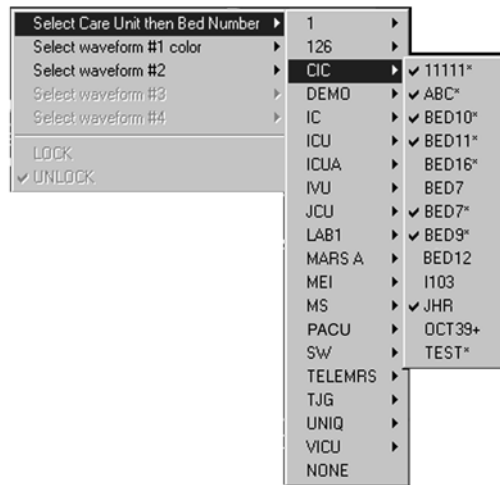 Select Care Unit then Bed Number
Select waveform #1 color
Select waveform #2
Select waveform #3
Select waveform #4
LOCK
UNLOCK
1
126
CIC
DEMO
IC
ICU
ICUA
IVU
JCU
LAB1
MARS A
MEI
MS
PACU
SW
TELEMRS
TJG
UNIQ
VICU
NONE
11111*
ABC*
BED10*
BED11*
BED16*
BED7
BED7*
BED9*
BED12
I103
JHR
OCT39+
TEST*